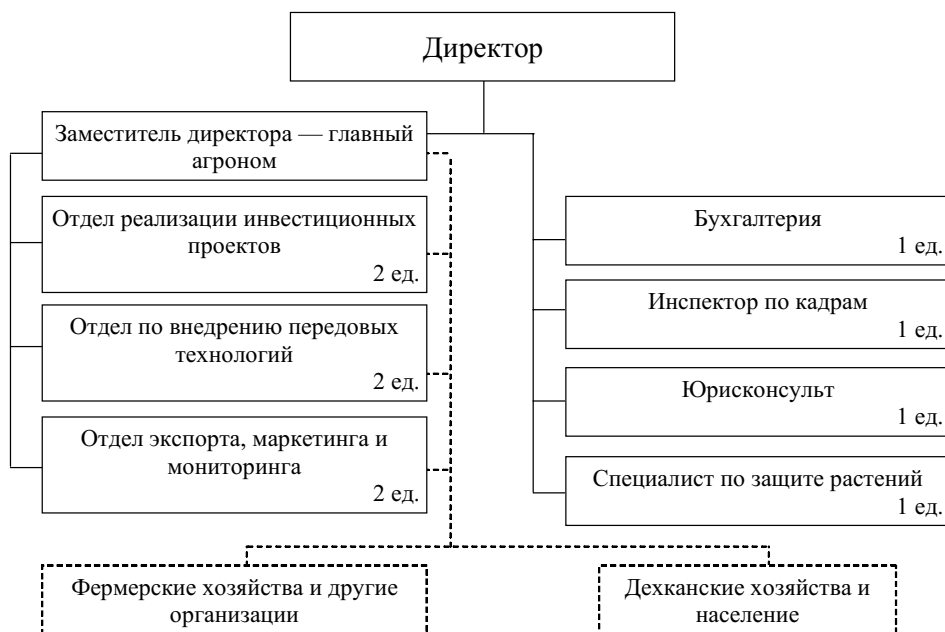 Директор
Заместитель директора — главный
агроном
Отдел реализации инвестиционных
проектов
2 ед.
Отдел по внедрению передовых
технологий
2 ед.
Отдел экспорта, маркетинга и
мониторинга
2 ед.
Бухгалтерия
1 ед.
Инспектор по кадрам
1 ед.
Юрисконсульт
1 ед.
Специалист по защите растений
1 ед.
Фермерские хозяйства и другие
организации
Дехканские хозяйства и
население